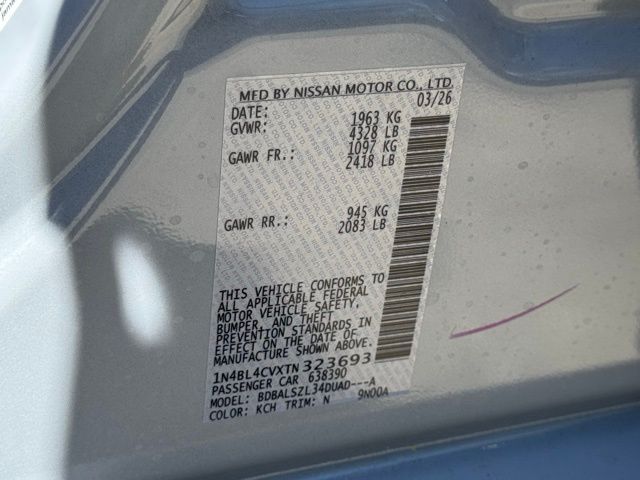 MFD BY NISSAN MOTOR CO., LTD.
DATE: 03/26
GVWR: 1963 KG
4328 LB
GAWR FR.: 1097 KG
2418 LB
GAWR RR.: 945 KG
2083 LB
THIS VEHICLE CONFORMS TO
ALL APPLICABLE FEDERAL
MOTOR VEHICLE SAFETY,
BUMPER, AND THEFT
PREVENTION STANDARDS IN
EFFECT ON THE DATE OF
MANUFACTURE SHOWN ABOVE.
1N4BL4CVXTN323693
PASSENGER CAR 638390
MODEL: BDBALSZL34DUAD---A
COLOR: KCH TRIM: N 9N00A